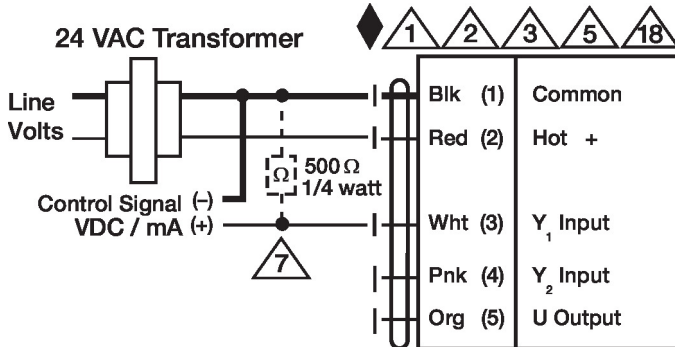 24 VAC Transformer
1 2 3 5 18
Line
Volts
Blk (1) Common
Red (2) Hot +
Ω 500 Ω
1/4 watt
Control Signal (–)
VDC / mA (+)
7
Wht (3) Y1 Input
Pnk (4) Y2 Input
Org (5) U Output